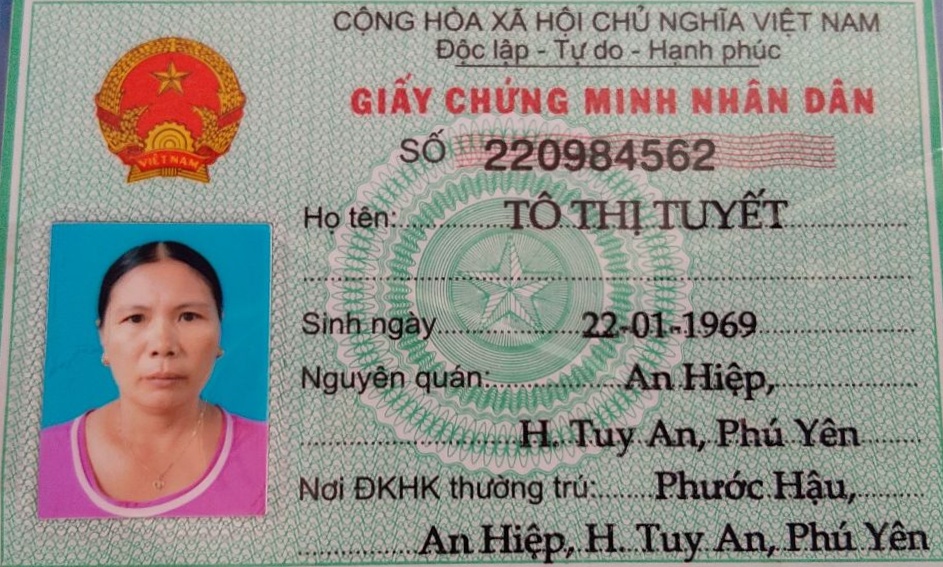 CỘNG HÒA XÃ HỘI CHỦ NGHĨA VIỆT NAM
Độc lập - Tự do - Hạnh phúc
GIẤY CHỨNG MINH NHÂN DÂN
SỐ 220984562
VIỆT NAM
Họ tên: TÔ THỊ TUYẾT
Sinh ngày 22-01-1969
Nguyên quán: An Hiệp,
H. Tuy An, Phú Yên
Nơi ĐKHK thường trú: Phước Hậu,
An Hiệp, H. Tuy An, Phú Yên